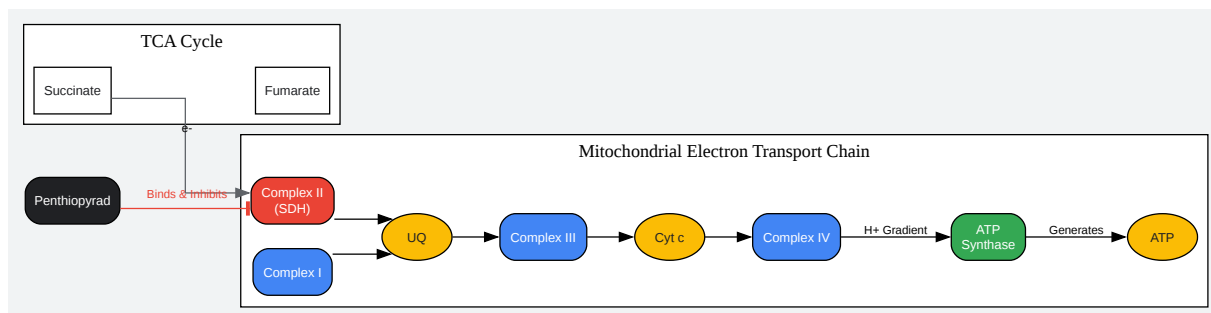 TCA Cycle
Succinate
Fumarate
e-
Mitochondrial Electron Transport Chain
Penthiopyrad
Binds & Inhibits
Complex II
(SDH)
Complex I
UQ
Complex III
Cyt c
Complex IV
H+ Gradient
ATP
Synthase
Generates
ATP